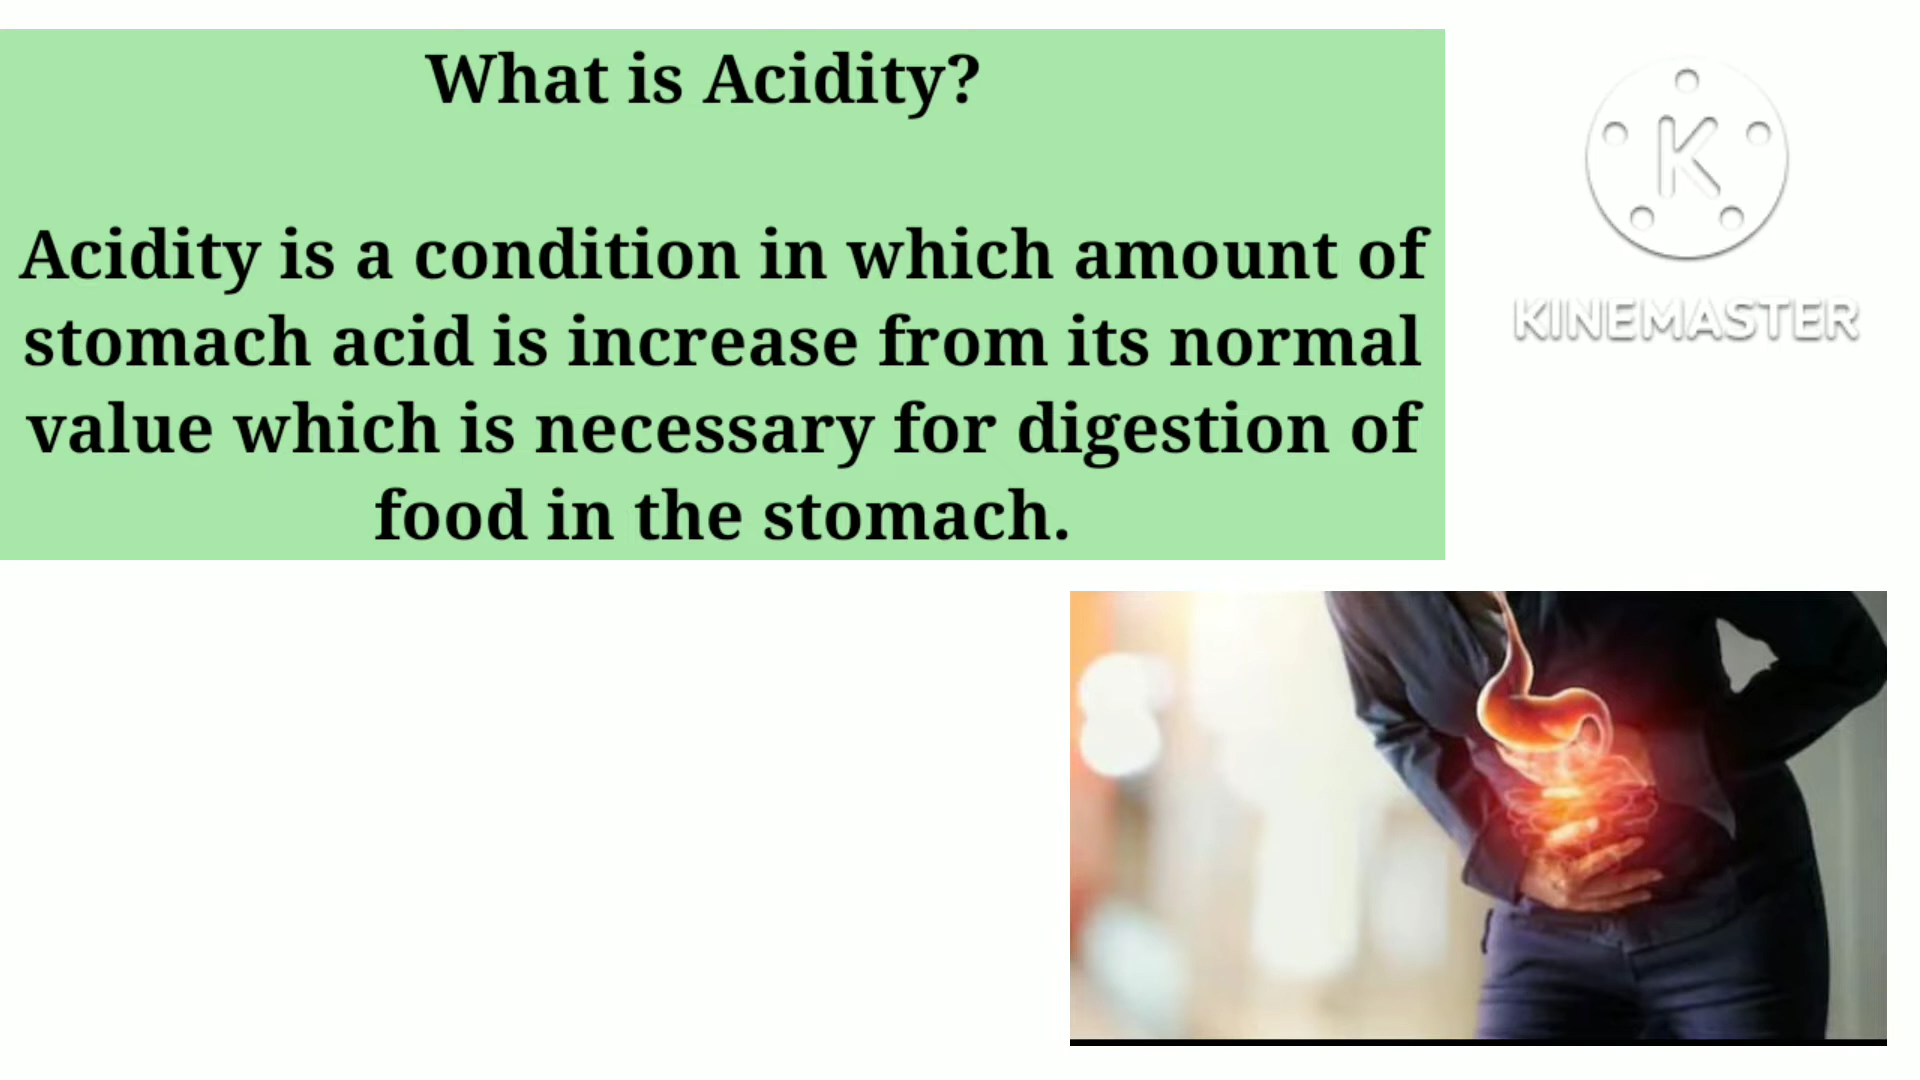 What is Acidity?
Acidity is a condition in which amount of
stomach acid is increase from its normal
value which is necessary for digestion of
food in the stomach.
K
KINEMASTER